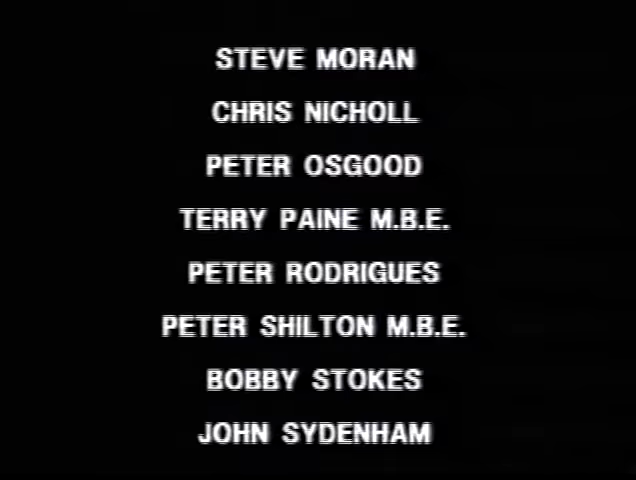 STEVE MORAN
CHRIS NICHOLL
PETER OSGOOD
TERRY PAINE M.B.E.
PETER RODRIGUES
PETER SHILTON M.B.E.
BOBBY STOKES
JOHN SYDENHAM